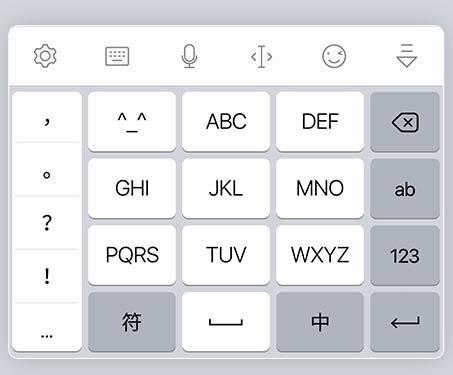 ， ^_^ ABC DEF
。 GHI JKL MNO ab
？
！ PQRS TUV WXYZ 123
... 符 中